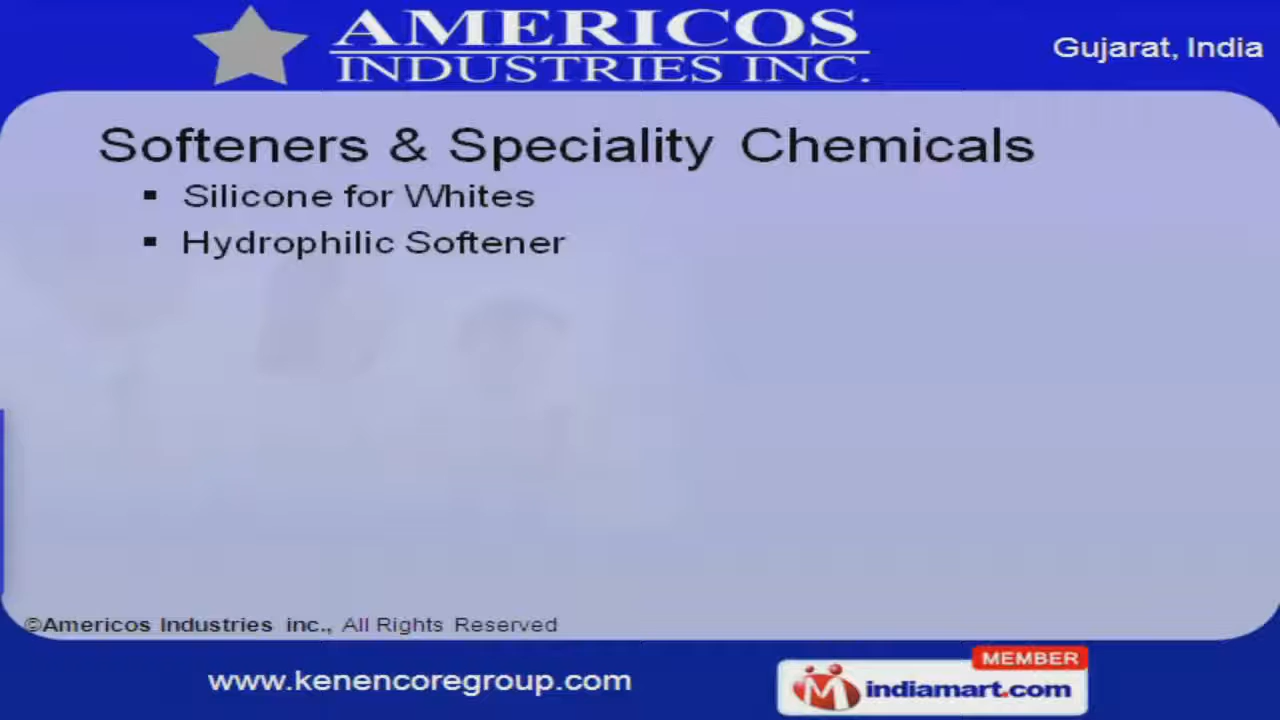 AMERICOS
INDUSTRIES INC.
Gujarat, India
Softeners & Speciality Chemicals
▪ Silicone for Whites
▪ Hydrophilic Softener
©Americos Industries inc., All Rights Reserved
www.kenencoregroup.com
MEMBER
indiamart.com